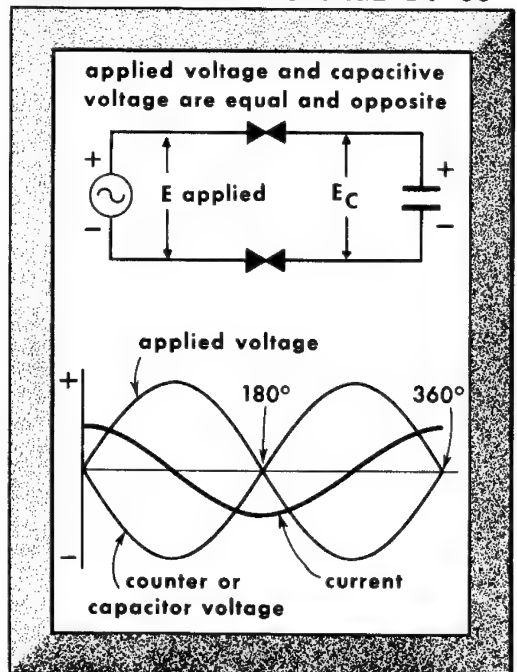 applied voltage and capacitive
voltage are equal and opposite
+ +
E applied EC
− −
applied voltage
+ 180° 360°
−
counter or current
capacitor voltage